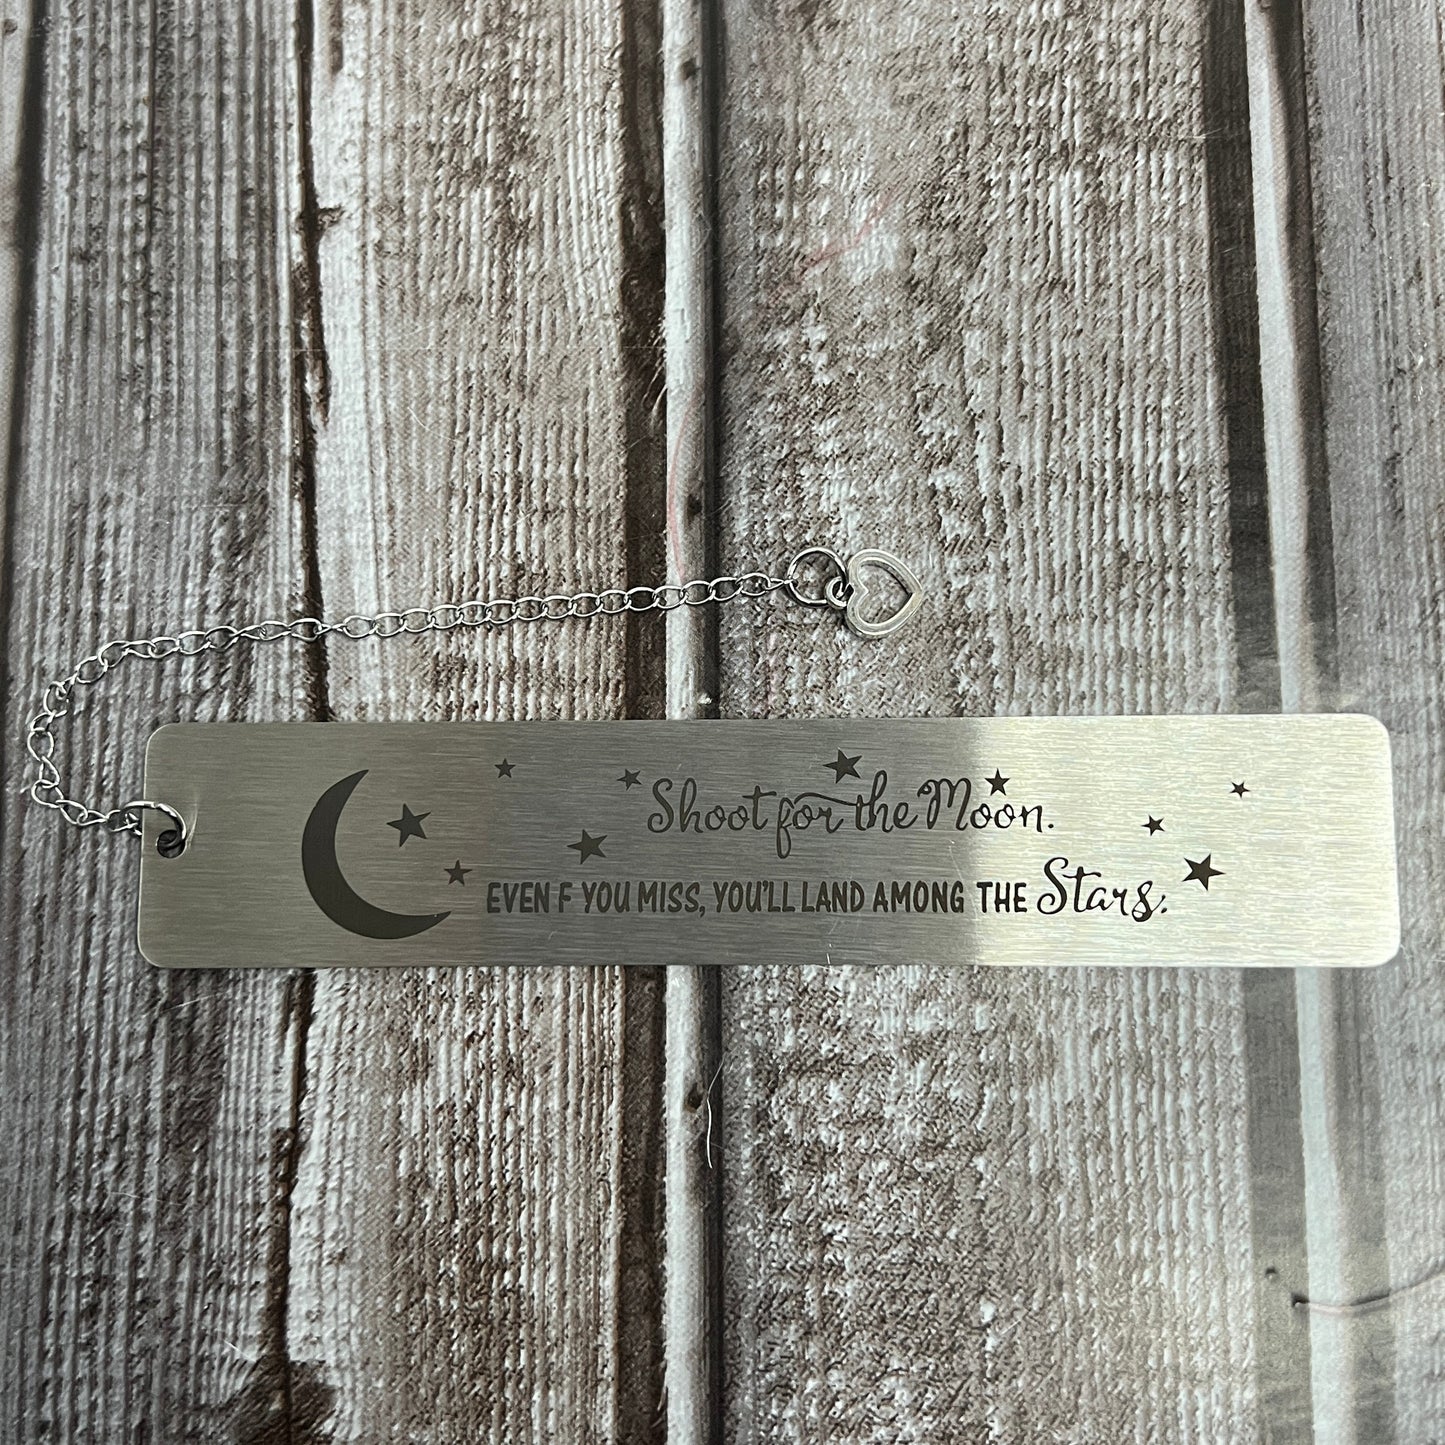 Shoot for the Moon.
EVEN F YOU MISS, YOU'LL LAND AMONG THE Stars.